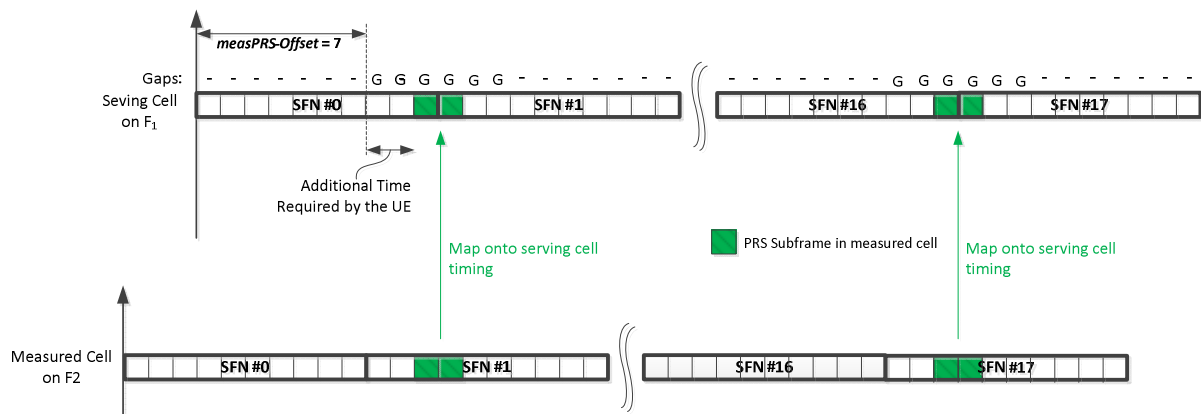 measPRS-Offset = 7
Gaps: - - - - - - - G G G G G G - - - - - - - - - - - - - - G G G G G G - - - - - - -
Seving Cell
on F1
SFN #0 SFN #1 SFN #16 SFN #17
Additional Time
Required by the UE
Map onto serving cell
timing
PRS Subframe in measured cell
Map onto serving cell
timing
Measured Cell
on F2
SFN #0 SFN #1 SFN #16 SFN #17